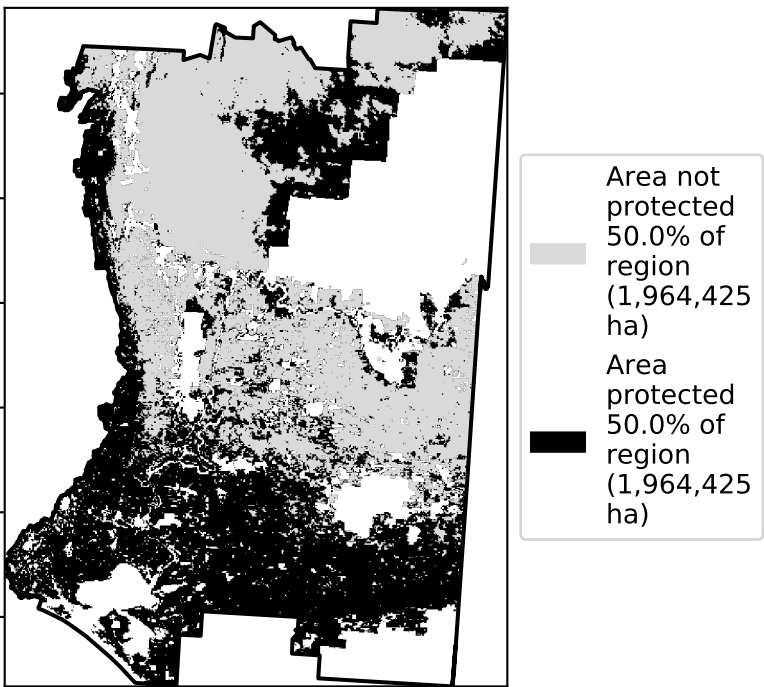 Area not
protected
50.0% of
region
(1,964,425
ha)
Area
protected
50.0% of
region
(1,964,425
ha)